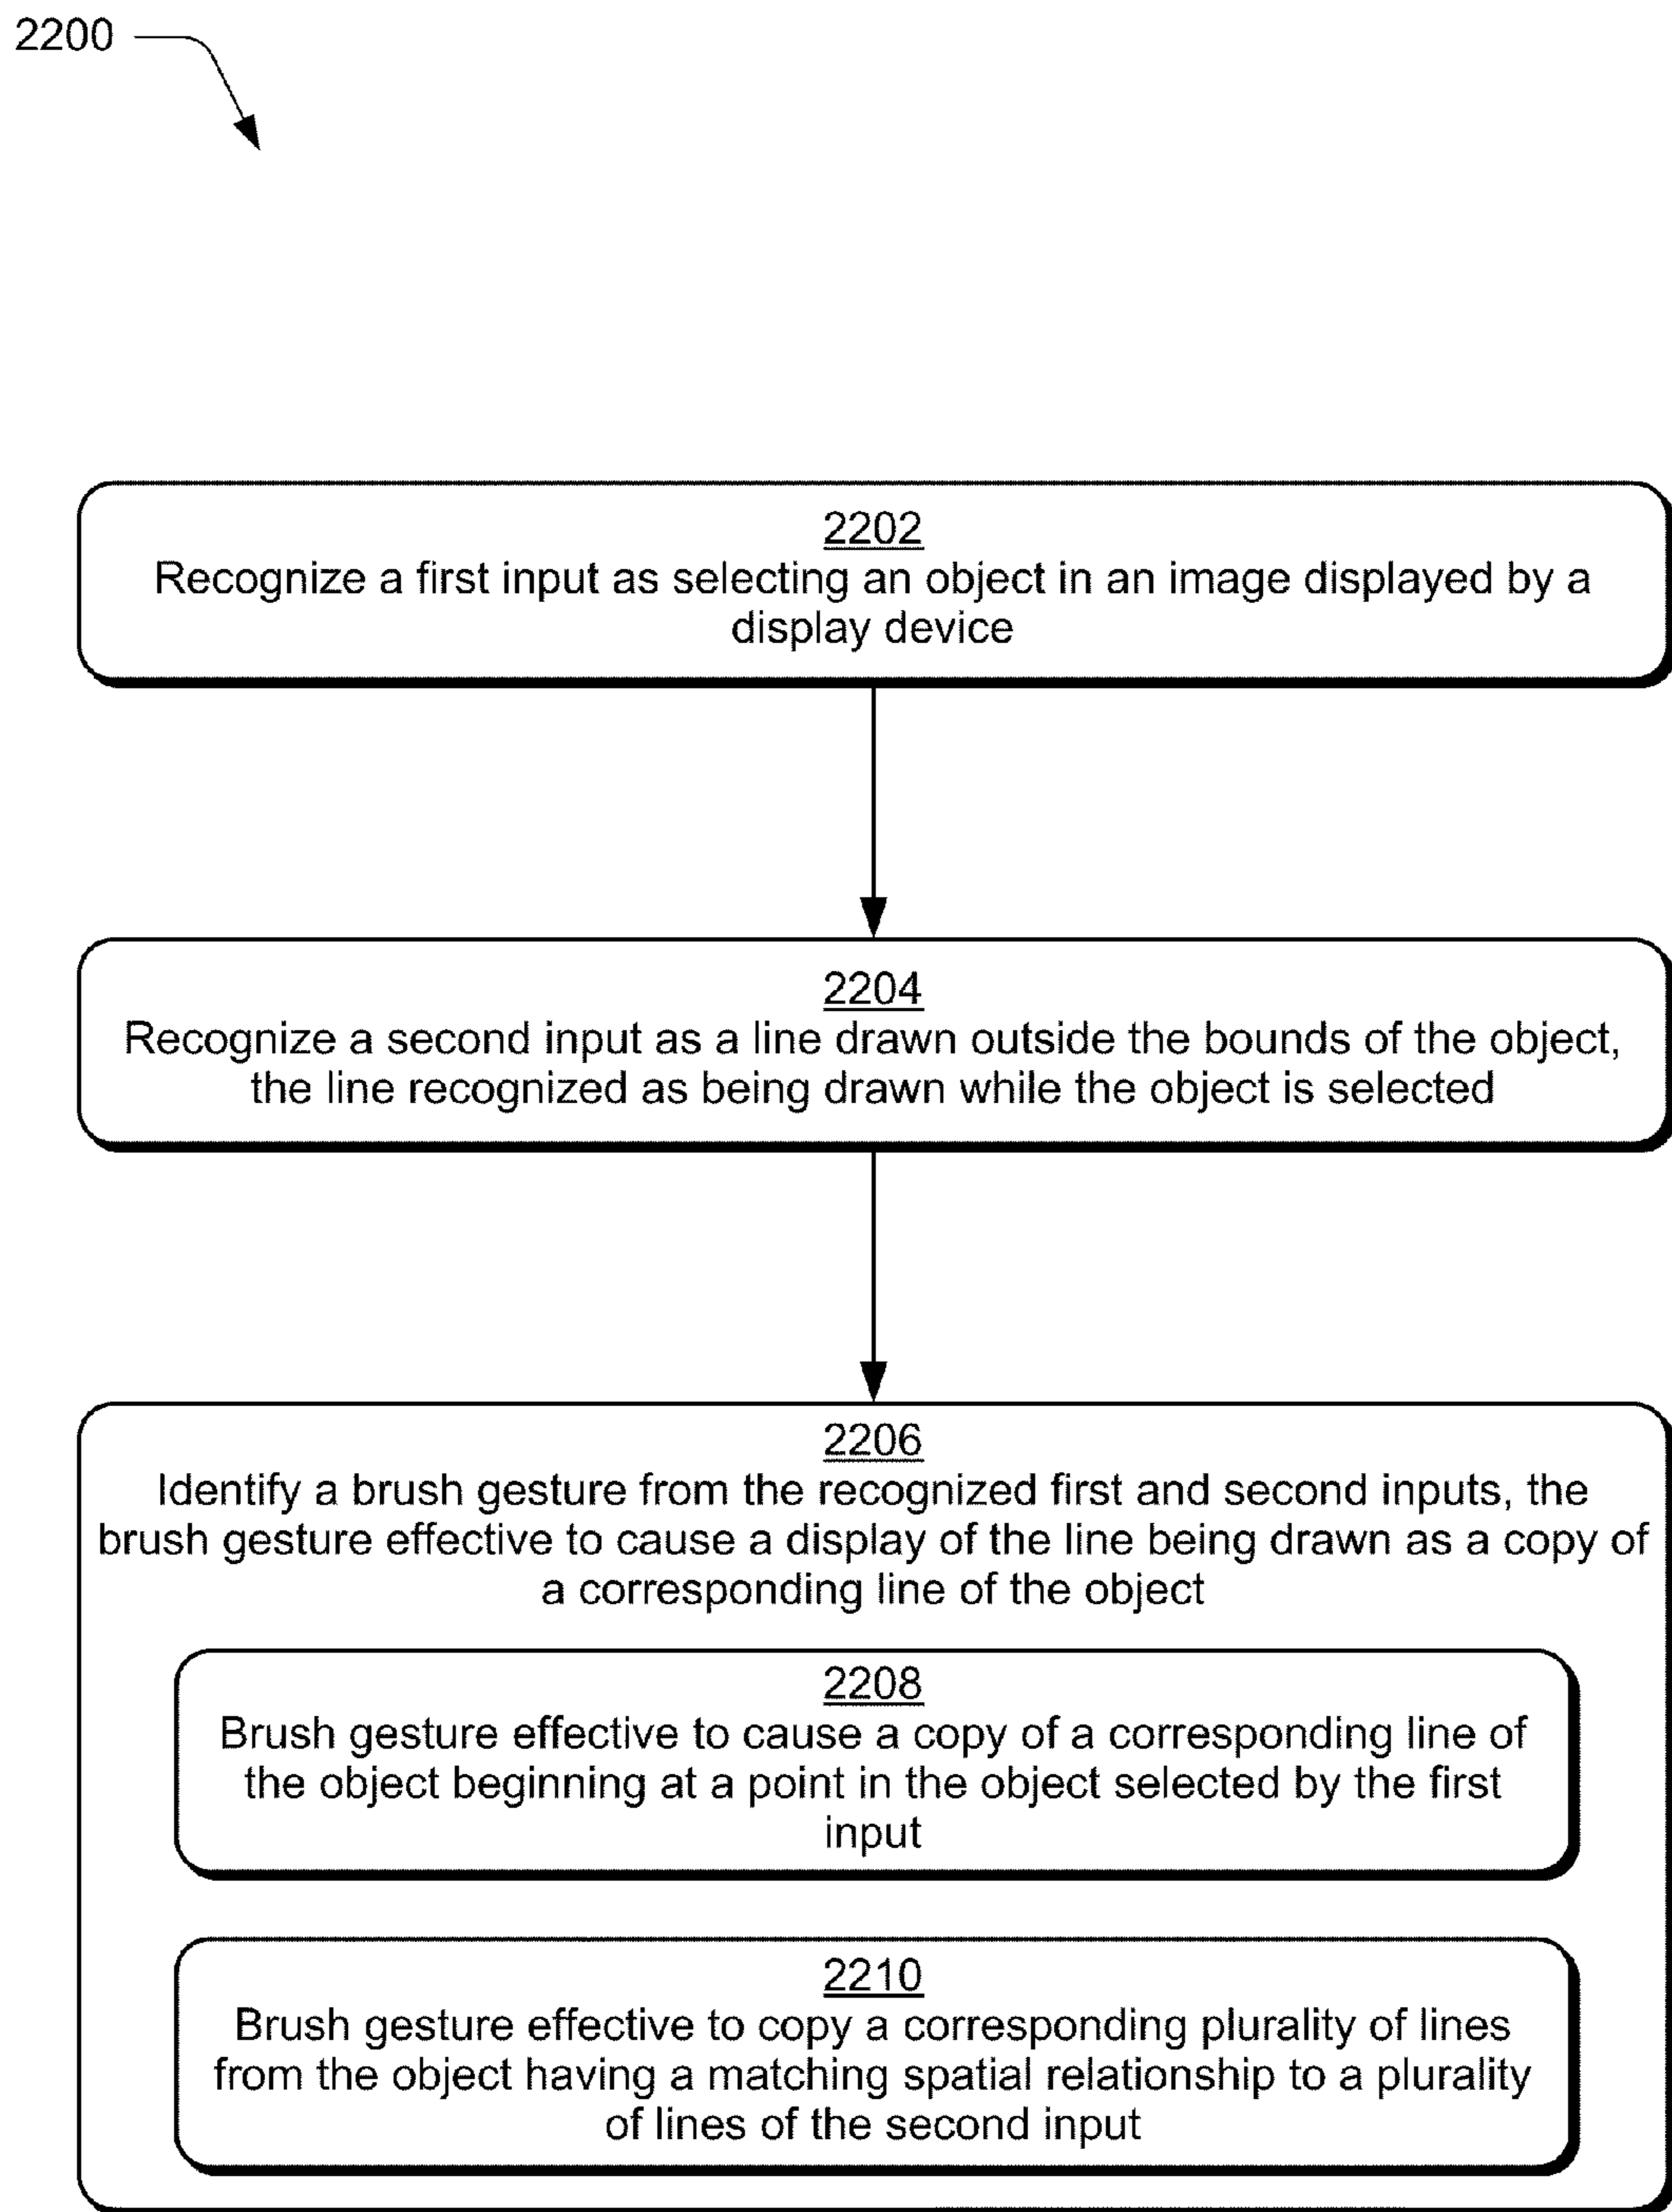 2200
2202
Recognize a first input as selecting an object in an image displayed by a
display device
2204
Recognize a second input as a line drawn outside the bounds of the object,
the line recognized as being drawn while the object is selected
2206
Identify a brush gesture from the recognized first and second inputs, the
brush gesture effective to cause a display of the line being drawn as a copy of
a corresponding line of the object
2208
Brush gesture effective to cause a copy of a corresponding line of
the object beginning at a point in the object selected by the first
input
2210
Brush gesture effective to copy a corresponding plurality of lines
from the object having a matching spatial relationship to a plurality
of lines of the second input